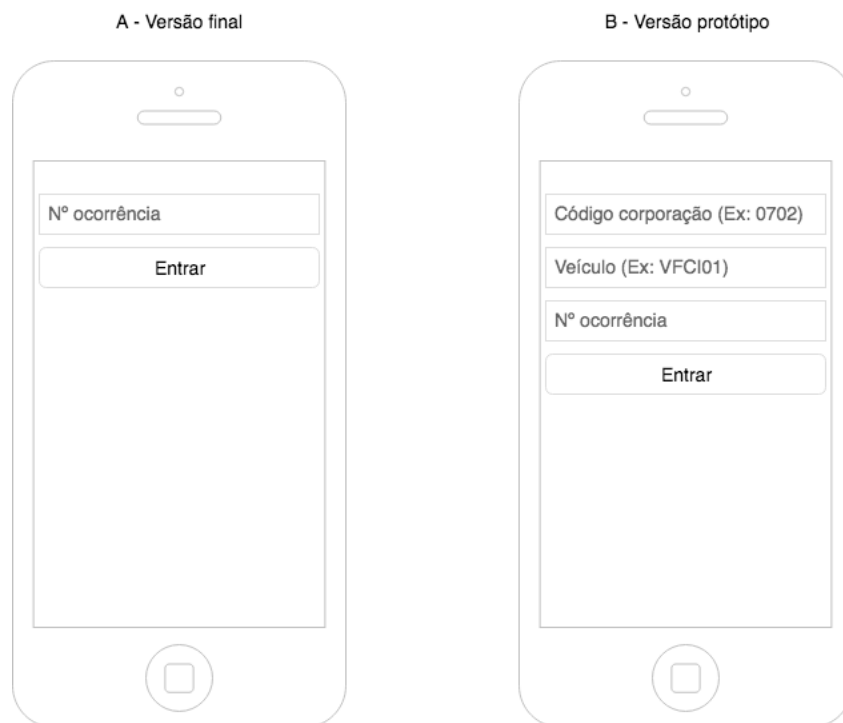 A - Versão final
Nº ocorrência
Entrar
B - Versão protótipo
Código corporação (Ex: 0702)
Veículo (Ex: VFCI01)
Nº ocorrência
Entrar